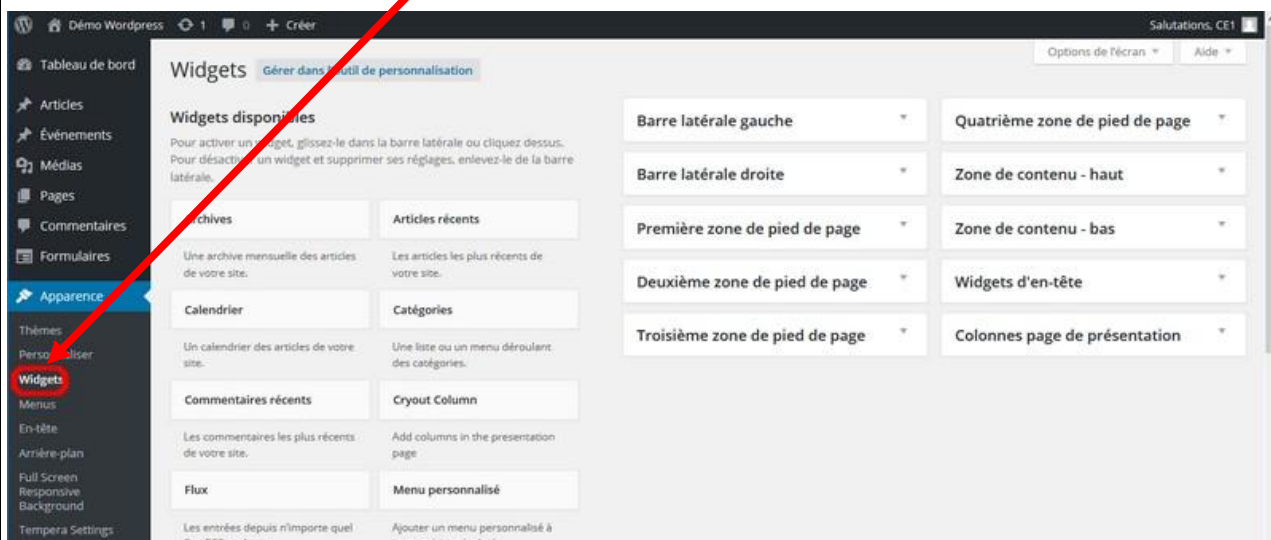 Démo Wordpress 1 0 + Créer
Salutations, CE1
Tableau de bord
Articles
Événements
Médias
Pages
Commentaires
Formulaires
Apparence
Thèmes
Personnaliser
Widgets
Menus
En-tête
Arrière-plan
Full Screen
Responsive
Background
Tempera Settings
Options de l'écran
Aide
Widgets Gérer dans l'outil de personnalisation
Widgets disponibles
Pour activer un widget, glissez-le dans la barre latérale ou cliquez dessus.
Pour désactiver un widget et supprimer ses réglages, enlevez-le de la barre
latérale.
Archives
Une archive mensuelle des articles
de votre site.
Articles récents
Les articles les plus récents de
votre site.
Calendrier
Un calendrier des articles de votre
site.
Catégories
Une liste ou un menu déroulant
des catégories.
Commentaires récents
Les commentaires les plus récents
de votre site.
Cryout Column
Add columns in the presentation
page
Flux
Les entrées depuis n'importe quel
Menu personnalisé
Ajouter un menu personnalisé à
Barre latérale gauche
Barre latérale droite
Première zone de pied de page
Deuxième zone de pied de page
Troisième zone de pied de page
Quatrième zone de pied de page
Zone de contenu - haut
Zone de contenu - bas
Widgets d'en-tête
Colonnes page de présentation